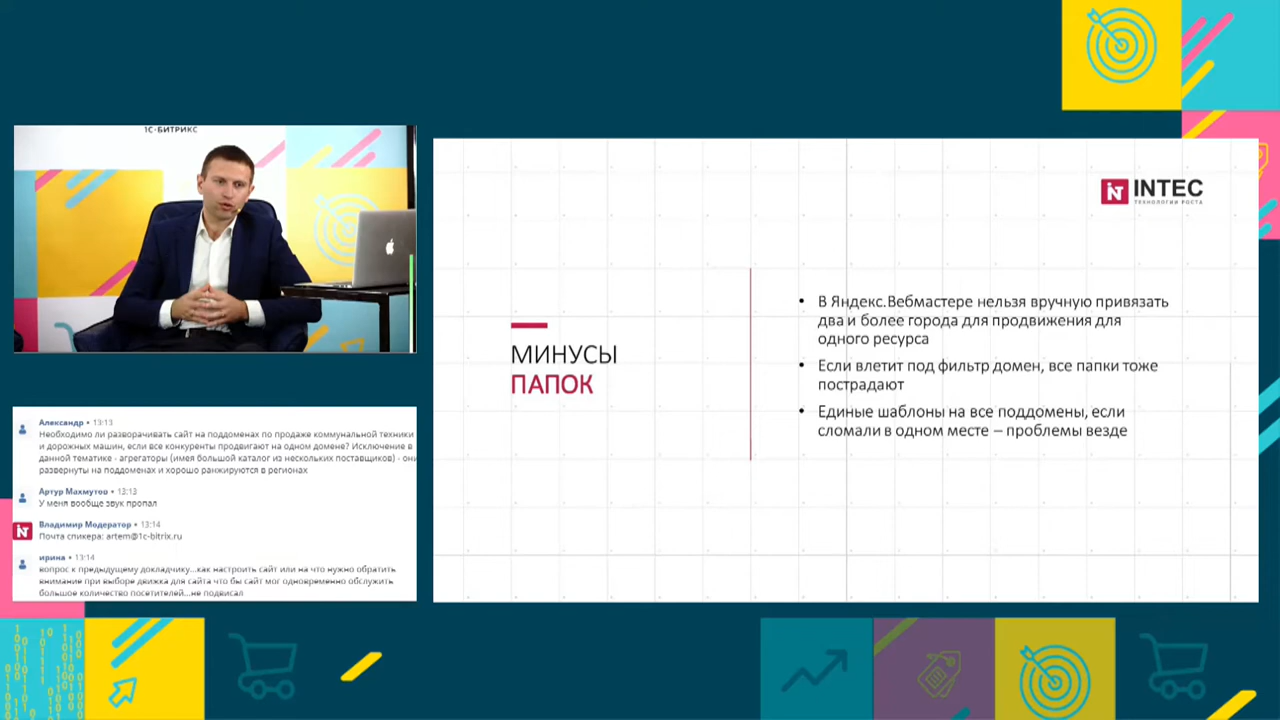 1С-БИТРИКС
INTEC
ТЕХНОЛОГИИ РОСТА
МИНУСЫ
ПАПОК
• В Яндекс.Вебмастере нельзя вручную привязать
два и более города для продвижения для
одного ресурса
• Если влетит под фильтр домен, все папки тоже
пострадают
• Единые шаблоны на все поддомены, если
сломали в одном месте – проблемы везде
Александр • 13:13
Необходимо ли разворачивать сайт на поддоменах по продаже коммунальной техники
и дорожных машин, если все конкуренты продвигают на одном домене? Исключение в
данной тематике - агрегаторы (имея большой каталог из нескольких поставщиков) - они
развернуты на поддоменах и хорошо ранжируются в регионах
Артур Махмутов • 13:13
У меня вообще звук пропал
Владимир Модератор • 13:14
Почта спикера: artem@1c-bitrix.ru
ирина • 13:14
вопрос к предыдущему докладчику...как настроить сайт или на что нужно обратить
внимание при выборе движка для сайта что бы сайт мог одновременно обслужить
большое количество посетителей...не подвисал